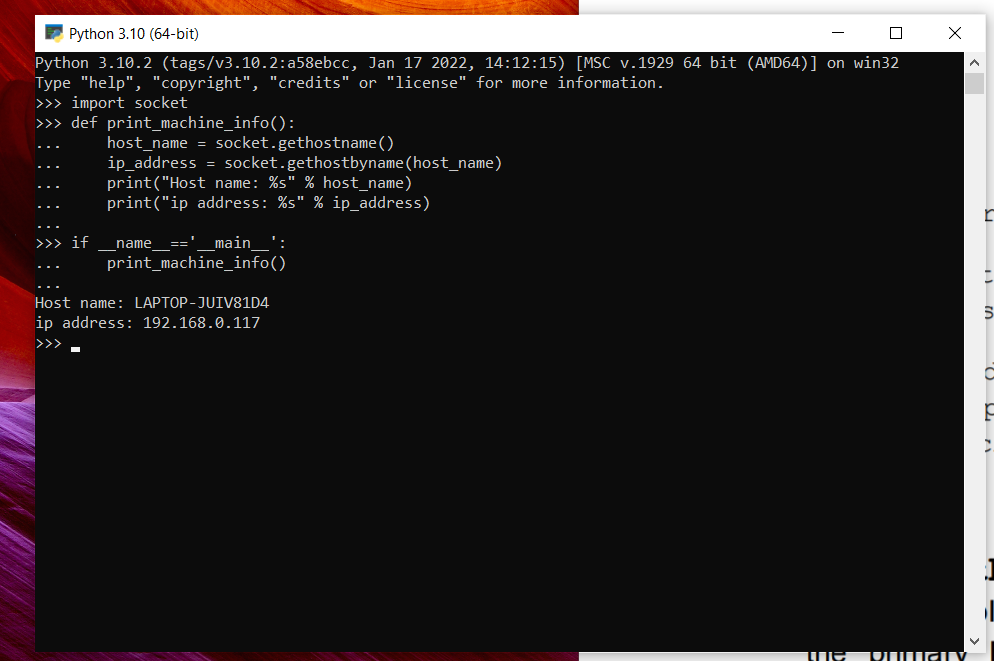 Python 3.10 (64-bit)
Python 3.10.2 (tags/v3.10.2:a58ebcc, Jan 17 2022, 14:12:15) [MSC v.1929 64 bit (AMD64)] on win32
Type "help", "copyright", "credits" or "license" for more information.
>>> import socket
>>> def print_machine_info():
...     host_name = socket.gethostname()
...     ip_address = socket.gethostbyname(host_name)
...     print("Host name: %s" % host_name)
...     print("ip address: %s" % ip_address)
...
>>> if __name__=='__main__':
...     print_machine_info()
...
Host name: LAPTOP-JUIV81D4
ip address: 192.168.0.117
>>>
the primary